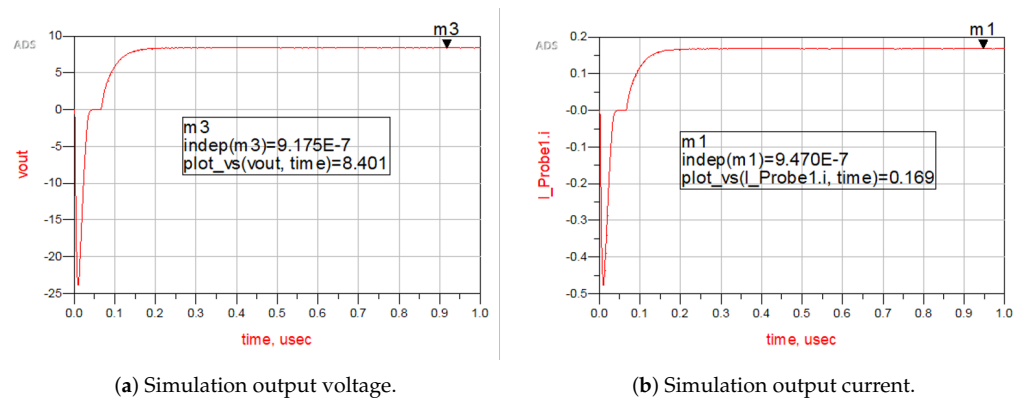 m3
ADS
10
5
0
-5
-10
-15
-20
-25
vout
m3
indep(m3)=9.175E-7
plot_vs(vout, time)=8.401
0.0 0.1 0.2 0.3 0.4 0.5 0.6 0.7 0.8 0.9 1.0
time, usec
(a) Simulation output voltage.
m1
ADS
0.2
0.1
-0.0
-0.1
-0.2
-0.3
-0.4
-0.5
I_Probe1.i
m1
indep(m1)=9.470E-7
plot_vs(I_Probe1.i, time)=0.169
0.0 0.1 0.2 0.3 0.4 0.5 0.6 0.7 0.8 0.9 1.0
time, usec
(b) Simulation output current.